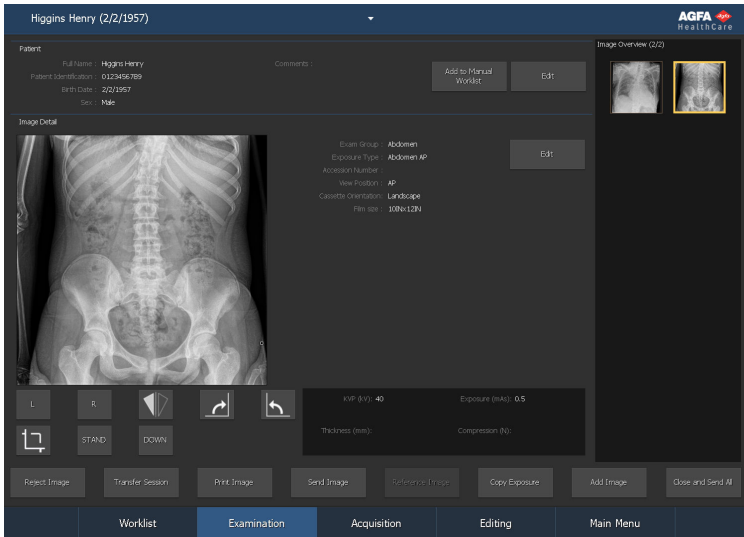 Higgins Henry (2/2/1957)
AGFA
Agfa
HealthCare
Patient
Full Name : Higgins Henry
Patient Identification : 0123456789
Birth Date : 2/2/1957
Sex : Male
Comments :
Add to Manual
Worklist
Edit
Image Overview (2/2)
Image Detail
Exam Group : Abdomen
Exposure Type : Abdomen AP
Accession Number :
View Position : AP
Cassette Orientation: Landscape
Film size : 10INx12IN
Edit
L
R
STAND
DOWN
KVP (kV): 40
Exposure (mAs): 0.5
Thickness (mm):
Compression (N):
Reject Image
Transfer Session
Print Image
Send Image
Reference Image
Copy Exposure
Add Image
Close and Send All
Worklist
Examination
Acquisition
Editing
Main Menu